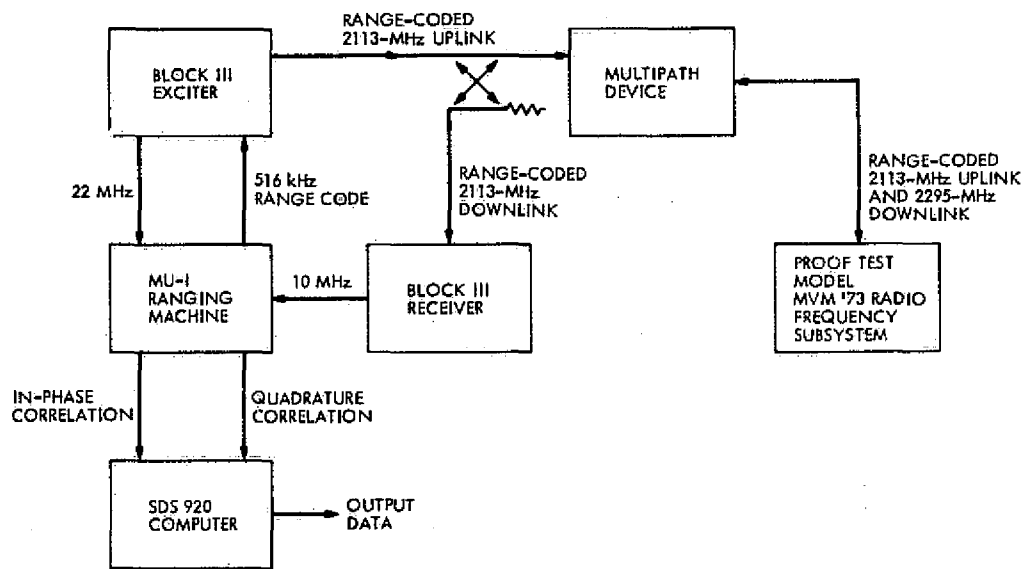 RANGE-CODED
2113-MHz UPLINK
BLOCK III
EXCITER
MULTIPATH
DEVICE
22 MHz
516 kHz
RANGE CODE
RANGE-CODED
2113-MHz
DOWNLINK
RANGE-CODED
2113-MHz UPLINK
AND 2295-MHz
DOWNLINK
MU-I
RANGING
MACHINE
10 MHz
BLOCK III
RECEIVER
PROOF TEST
MODEL
MVM '73 RADIO
FREQUENCY
SUBSYSTEM
IN-PHASE
CORRELATION
QUADRATURE
CORRELATION
SDS 920
COMPUTER
OUTPUT
DATA